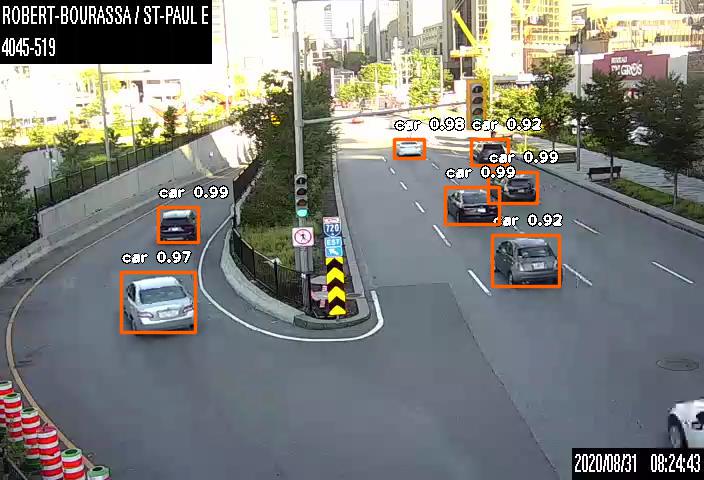 ROBERT-BOURASSA / ST-PAUL E
4045-519
car 0.98
car 0.92
car 0.99
car 0.99
car 0.99
car 0.92
car 0.97
720
EST
2020/08/31 08:24:43